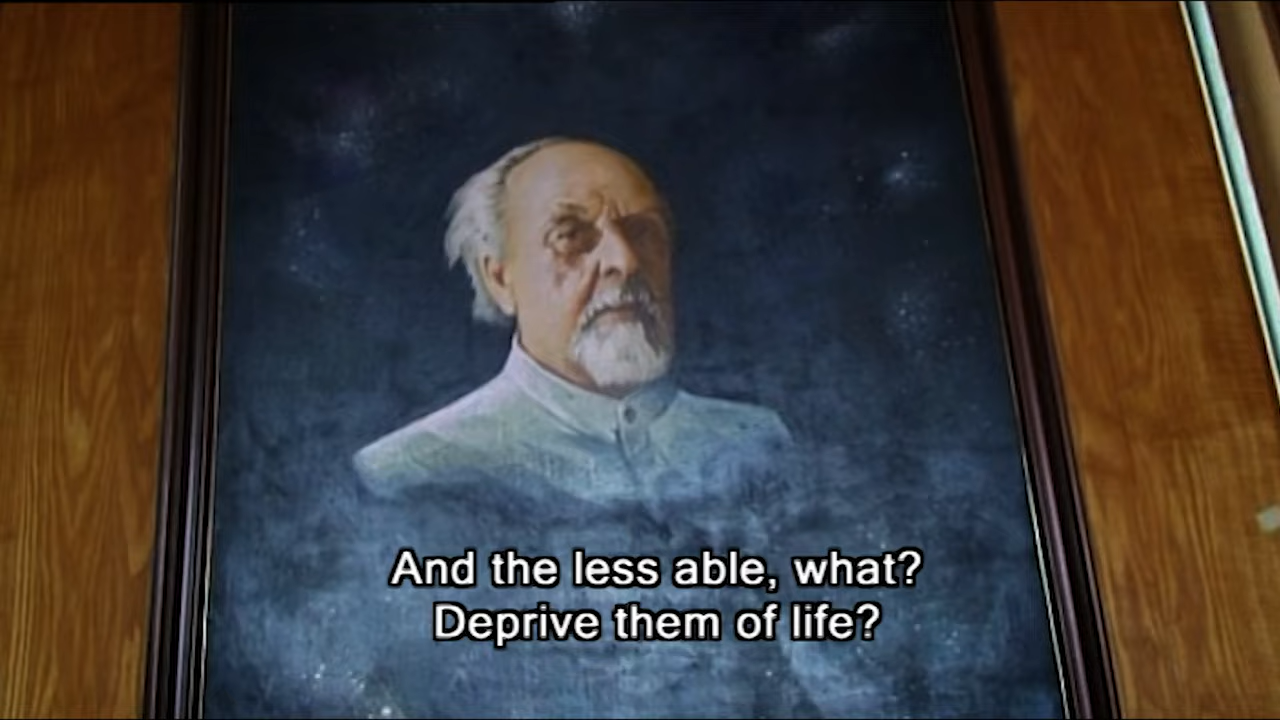 And the less able, what?
Deprive them of life?